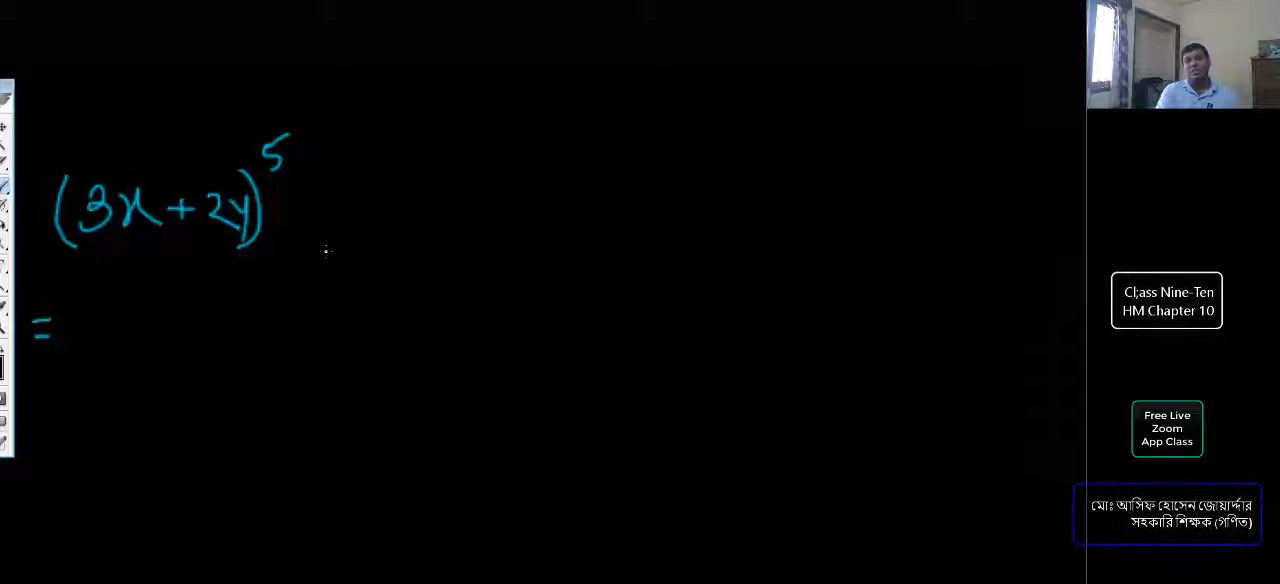 (3x+2y)^5
=
Cl;ass Nine-Ten
HM Chapter 10
Free Live
Zoom
App Class
মোঃ আসিফ হোসেন জোয়ার্দ্দার
সহকারি শিক্ষক (গণিত)